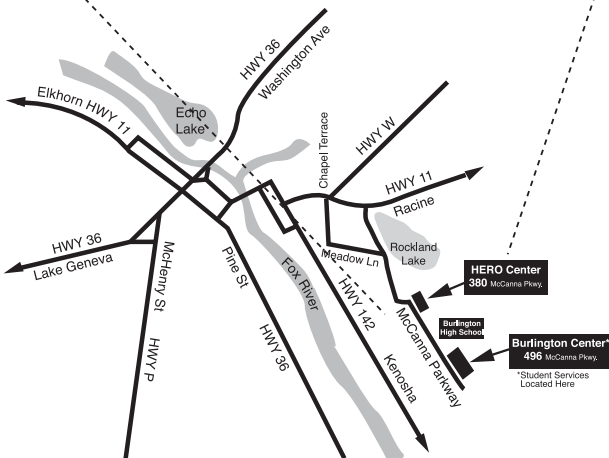 HWY 36
Washington Ave
Elkhorn HWY 11
Echo
Lake
Chapel Terrace
HWY W
HWY 11
Racine
HWY 36
Lake Geneva
McHenry St
Pine St
Meadow Ln
Rockland
Lake
Fox River
HWY 142
HERO Center
380 McCanna Pkwy.
Burlington
High School
McCanna Parkway
Burlington Center*
496 McCanna Pkwy.
*Student Services
Located Here
HWY P
HWY 36
Kenosha